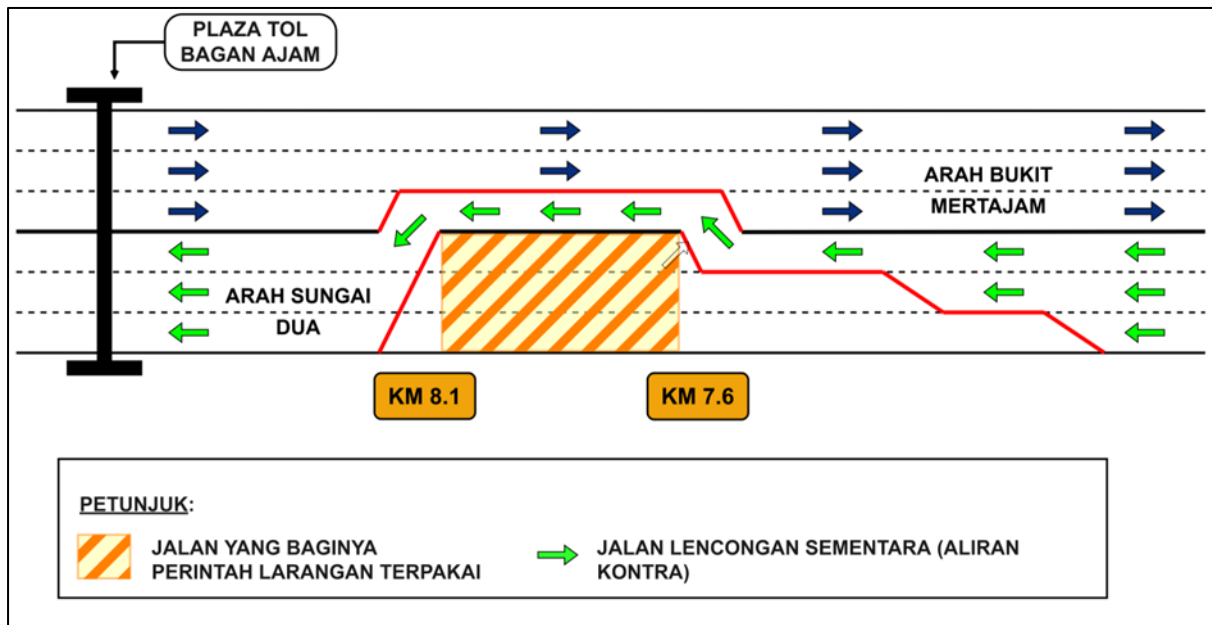 PLAZA TOL
BAGAN AJAM
ARAH BUKIT
MERTAJAM
ARAH SUNGAI
DUA
KM 8.1
KM 7.6
PETUNJUK:
JALAN YANG BAGINYA
PERINTAH LARANGAN TERPAKAI
JALAN LENCONGAN SEMENTARA (ALIRAN
KONTRA)